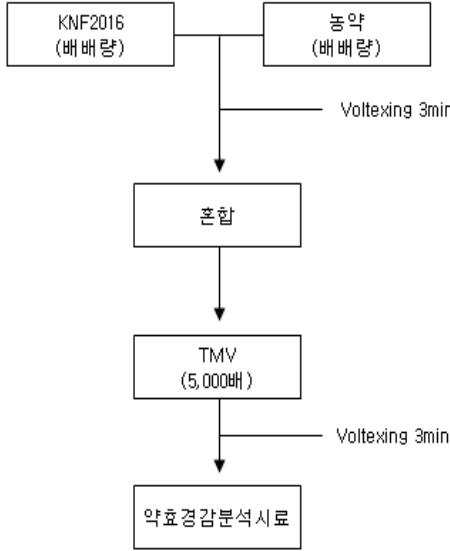 KNF2016
(배배량)
농약
(배배량)
Voltexing 3min
혼합
TMV
(5,000배)
Voltexing 3min
약효경감분석시료